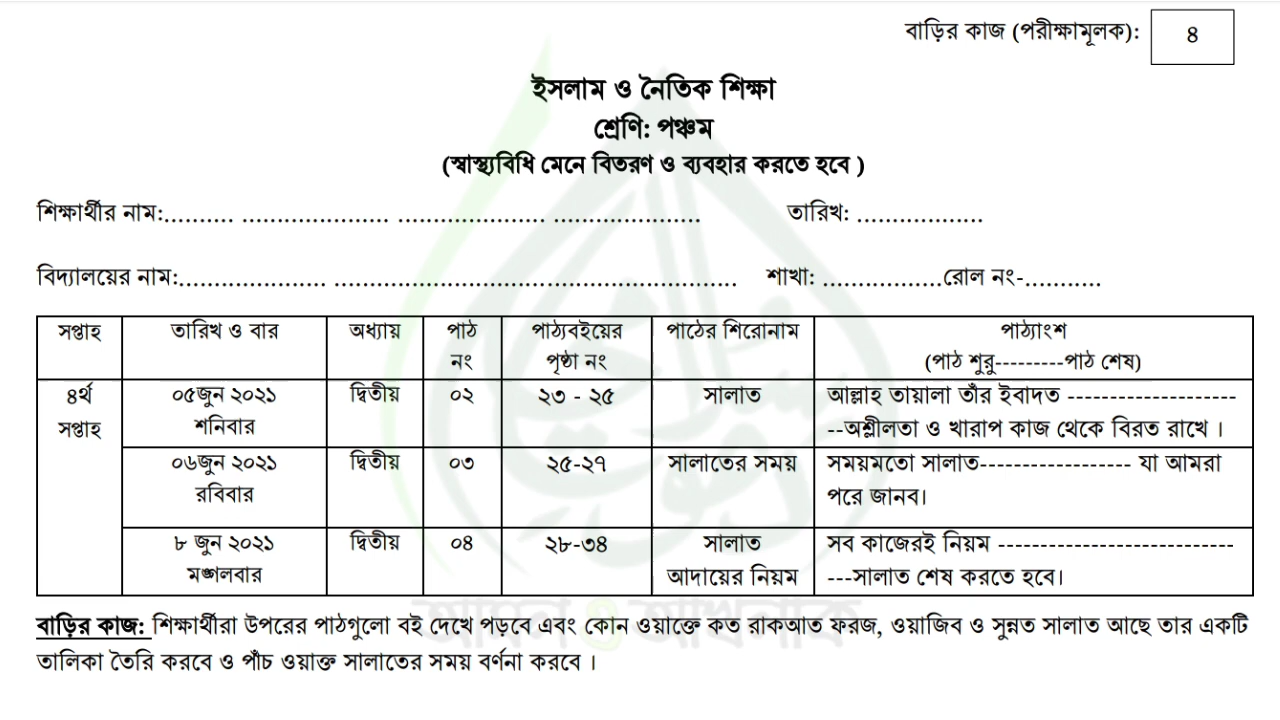 বাড়ির কাজ (পরীক্ষামূলক): ৪
ইসলাম ও নৈতিক শিক্ষা
শ্রেণি: পঞ্চম
(স্বাস্থ্যবিধি মেনে বিতরণ ও ব্যবহার করতে হবে )
শিক্ষার্থীর নাম:.......... ..................... ..................... ..................... তারিখ: ..................
বিদ্যালয়ের নাম:..................... ......................................................... শাখা: .................রোল নং-...........
সপ্তাহ তারিখ ও বার অধ্যায় পাঠ পাঠ্যবইয়ের পাঠের শিরোনাম পাঠ্যাংশ
নং পৃষ্ঠা নং (পাঠ শুরু---------পাঠ শেষ)
৪র্থ ০৫জুন ২০২১ দ্বিতীয় ০২ ২৩ - ২৫ সালাত আল্লাহ তায়ালা তাঁর ইবাদত --------------------
সপ্তাহ শনিবার --অশ্লীলতা ও খারাপ কাজ থেকে বিরত রাখে ।
০৬জুন ২০২১ দ্বিতীয় ০৩ ২৫-২৭ সালাতের সময় সময়মতো সালাত------------------ যা আমরা
রবিবার পরে জানব।
৮ জুন ২০২১ দ্বিতীয় ০৪ ২৮-৩৪ সালাত সব কাজেরই নিয়ম ----------------------------
মঙ্গলবার আদায়ের নিয়ম ---সালাত শেষ করতে হবে।
বাড়ির কাজ: শিক্ষার্থীরা উপরের পাঠগুলো বই দেখে পড়বে এবং কোন ওয়াক্তে কত রাকআত ফরজ, ওয়াজিব ও সুন্নত সালাত আছে তার একটি
তালিকা তৈরি করবে ও পাঁচ ওয়াক্ত সালাতের সময় বর্ণনা করবে ।